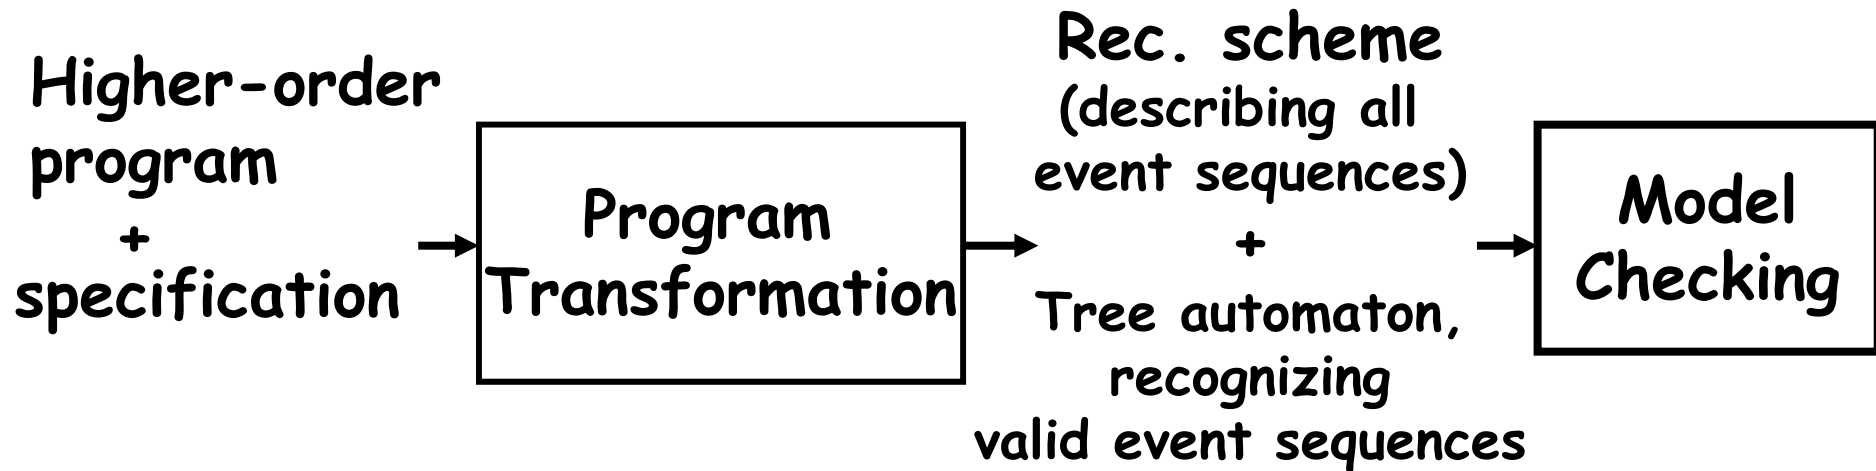 Higher-order
program
+
specification
Program
Transformation
Rec. scheme
(describing all
event sequences)
+
Tree automaton,
recognizing
valid event sequences
Model
Checking